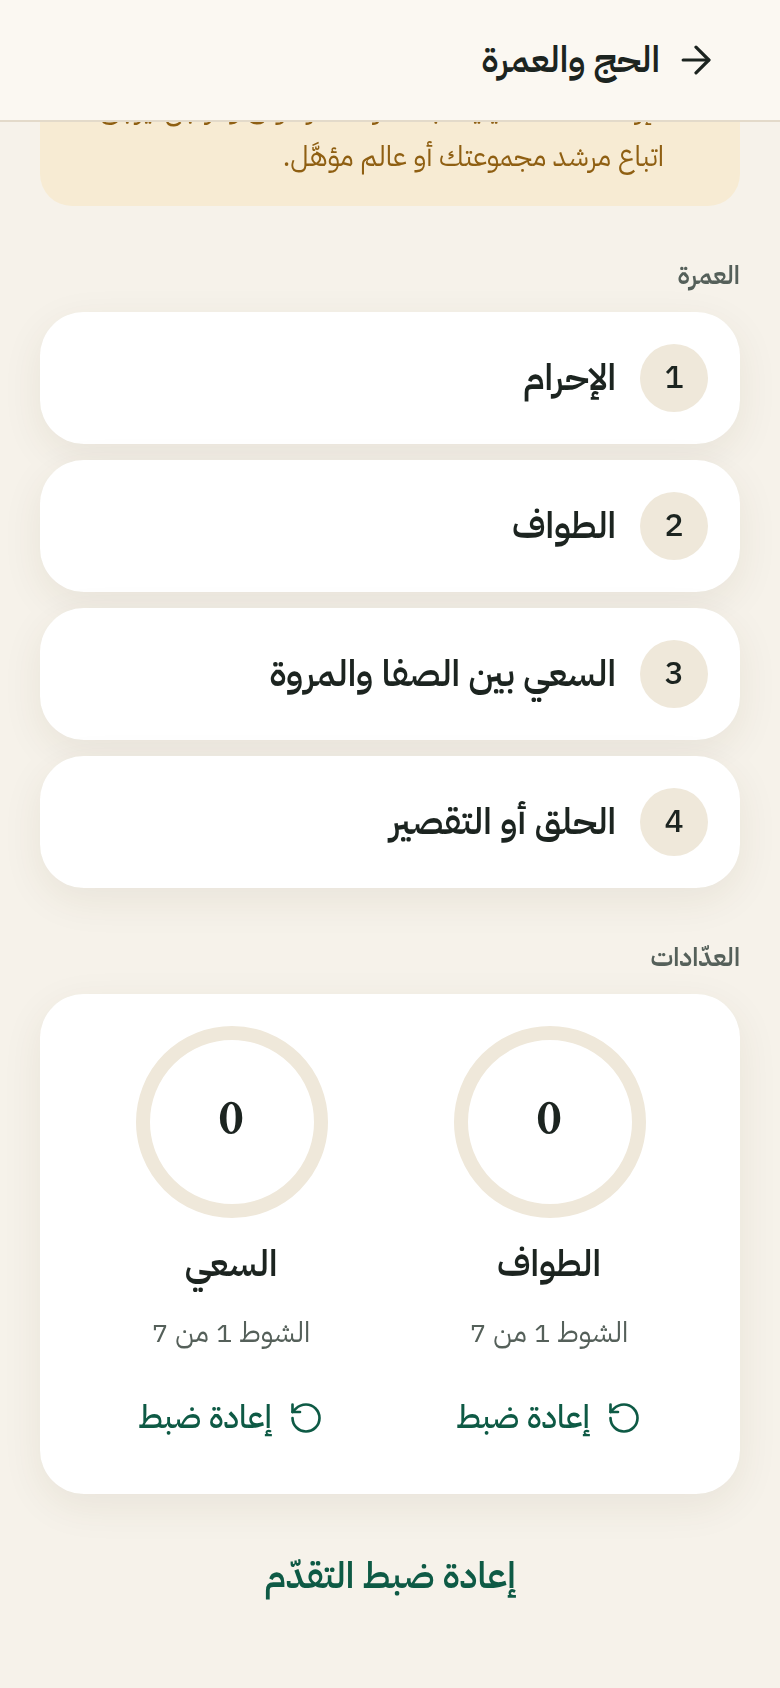 الحج والعمرة
اتباع مرشد مجموعتك أو عالم مؤهَّل.
العمرة
1 الإحرام
2 الطواف
3 السعي بين الصفا والمروة
4 الحلق أو التقصير
العدّادات
0 0
الطواف السعي
الشوط 1 من 7 الشوط 1 من 7
إعادة ضبط إعادة ضبط
إعادة ضبط التقدّم